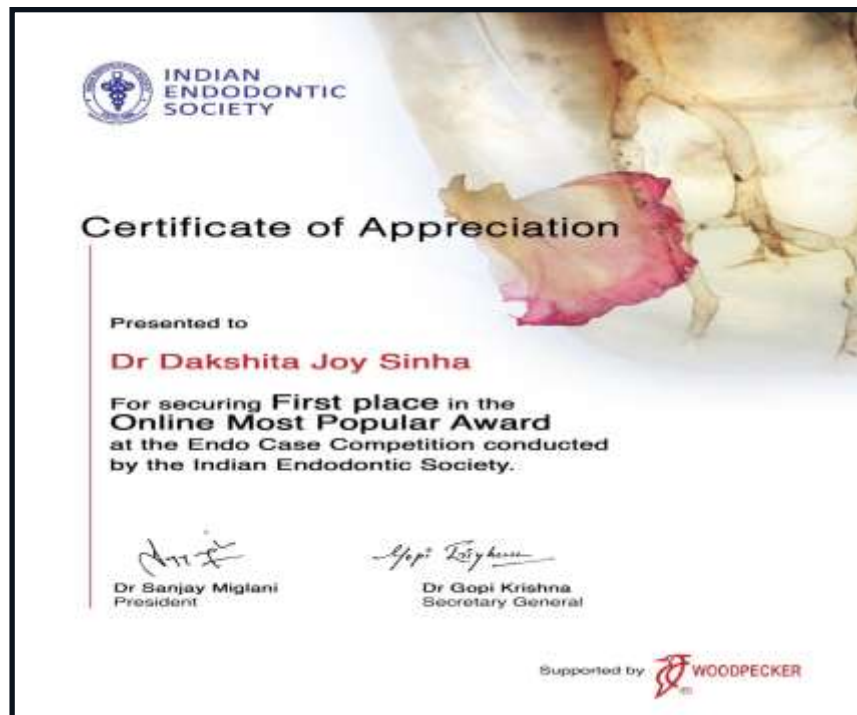 INDIAN
ENDODONTIC
SOCIETY
Certificate of Appreciation
Presented to
Dr Dakshita Joy Sinha
For securing First place in the
Online Most Popular Award
at the Endo Case Competition conducted
by the Indian Endodontic Society.
Dr Sanjay Miglani
President
Dr Gopi Krishna
Secretary General
Supported by WOODPECKER